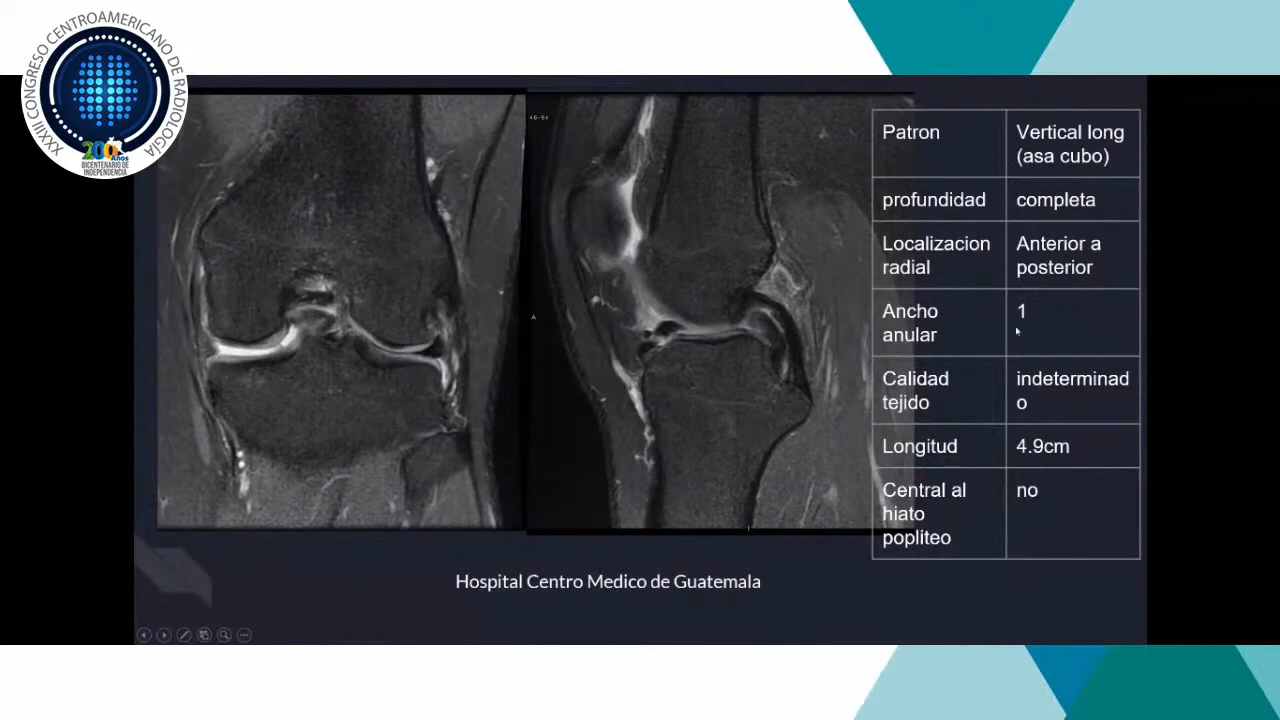 XXXIII CONGRESO CENTROAMERICANO DE RADIOLOGÍA
200 Años
BICENTENARIO DE
INDEPENDENCIA
A
Patron
Vertical long
(asa cubo)
profundidad
completa
Localizacion
radial
Anterior a
posterior
Ancho
anular
1
Calidad
tejido
indeterminad
o
Longitud
4.9cm
Central al
hiato
popliteo
no
Hospital Centro Medico de Guatemala